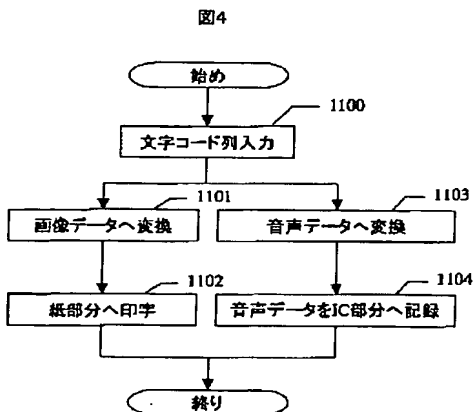 図4
始め
1100
文字コード列入力
1101
1103
画像データへ変換
音声データへ変換
1102
1104
紙部分へ印字
音声データをIC部分へ記録
終り